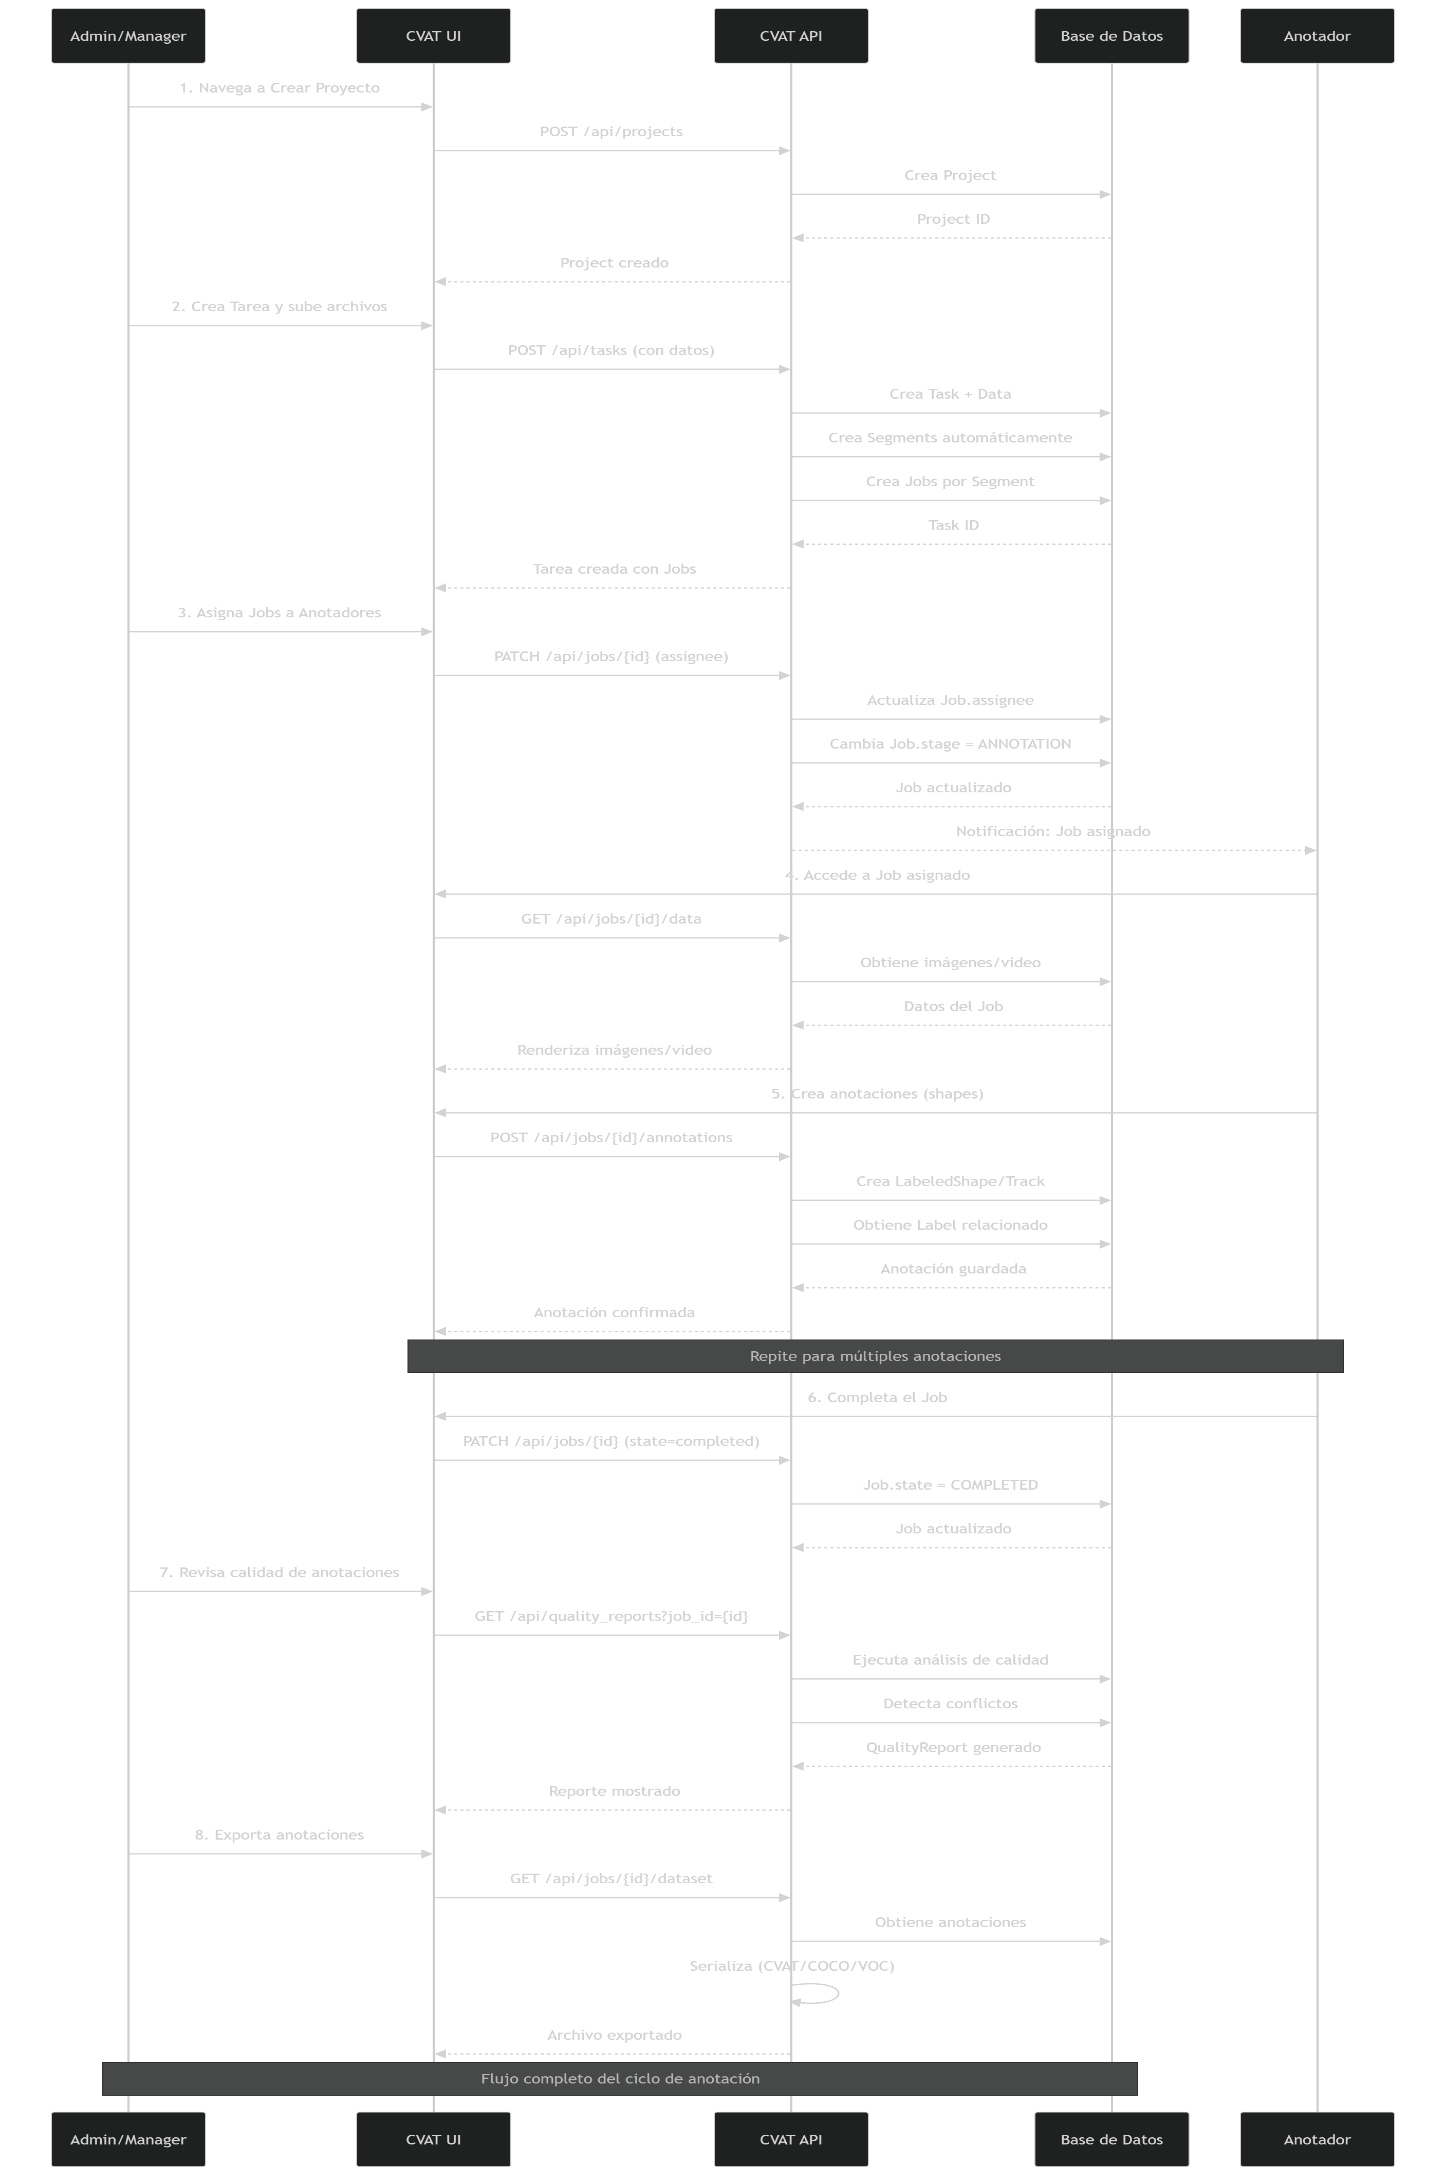 Admin/Manager
CVAT UI
CVAT API
Base de Datos
Anotador
1. Navega a Crear Proyecto
POST /api/projects
Crea Project
Project ID
Project creado
2. Crea Tarea y sube archivos
POST /api/tasks (con datos)
Crea Task + Data
Crea Segments automáticamente
Crea Jobs por Segment
Task ID
Tarea creada con Jobs
3. Asigna Jobs a Anotadores
PATCH /api/jobs/{id} (assignee)
Actualiza Job.assignee
Cambia Job.stage = ANNOTATION
Job actualizado
Notificación: Job asignado
4. Accede a Job asignado
GET /api/jobs/{id}/data
Obtiene imágenes/video
Datos del Job
Renderiza imágenes/video
5. Crea anotaciones (shapes)
POST /api/jobs/{id}/annotations
Crea LabeledShape/Track
Obtiene Label relacionado
Anotación guardada
Anotación confirmada
Repite para múltiples anotaciones
6. Completa el Job
PATCH /api/jobs/{id} (state=completed)
Job.state = COMPLETED
Job actualizado
7. Revisa calidad de anotaciones
GET /api/quality_reports?job_id={id}
Ejecuta análisis de calidad
Detecta conflictos
QualityReport generado
Reporte mostrado
8. Exporta anotaciones
GET /api/jobs/{id}/dataset
Obtiene anotaciones
Serializa (CVAT/COCO/VOC)
Archivo exportado
Flujo completo del ciclo de anotación
Admin/Manager
CVAT UI
CVAT API
Base de Datos
Anotador